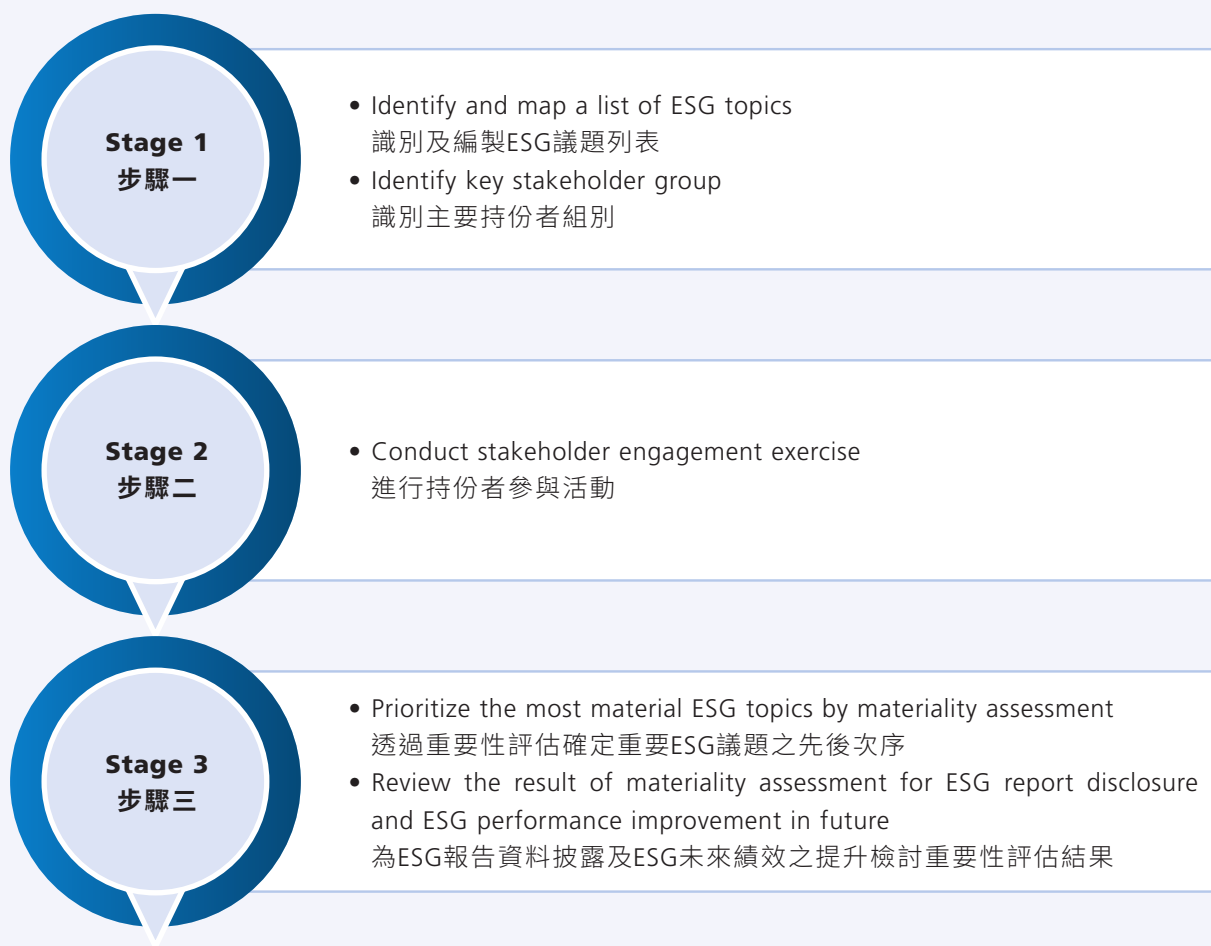 Stage 1
步驟一
• Identify and map a list of ESG topics
識別及編製ESG議題列表
• Identify key stakeholder group
識別主要持份者組別
Stage 2
步驟二
• Conduct stakeholder engagement exercise
進行持份者參與活動
Stage 3
步驟三
• Prioritize the most material ESG topics by materiality assessment
透過重要性評估確定重要ESG議題之先後次序
• Review the result of materiality assessment for ESG report disclosure
and ESG performance improvement in future
為ESG報告資料披露及ESG未來績效之提升檢討重要性評估結果